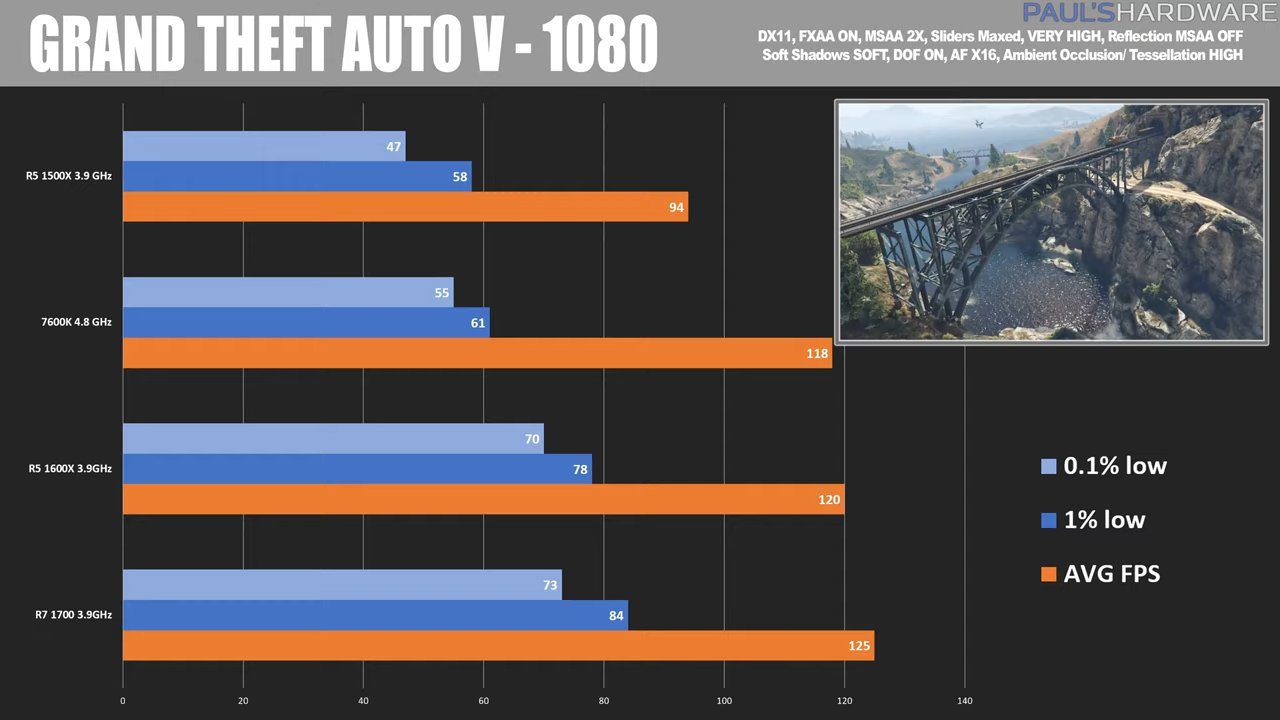 GRAND THEFT AUTO V - 1080
PAUL'SHARDWARE
DX11, FXAA ON, MSAA 2X, Sliders Maxed, VERY HIGH, Reflection MSAA OFF
Soft Shadows SOFT, DOF ON, AF X16, Ambient Occlusion/ Tessellation HIGH
47
R5 1500X 3.9 GHz
58
94
55
7600K 4.8 GHz
61
118
70
R5 1600X 3.9GHz
78
120
73
R7 1700 3.9GHz
84
125
0.1% low
1% low
AVG FPS
0 20 40 60 80 100 120 140